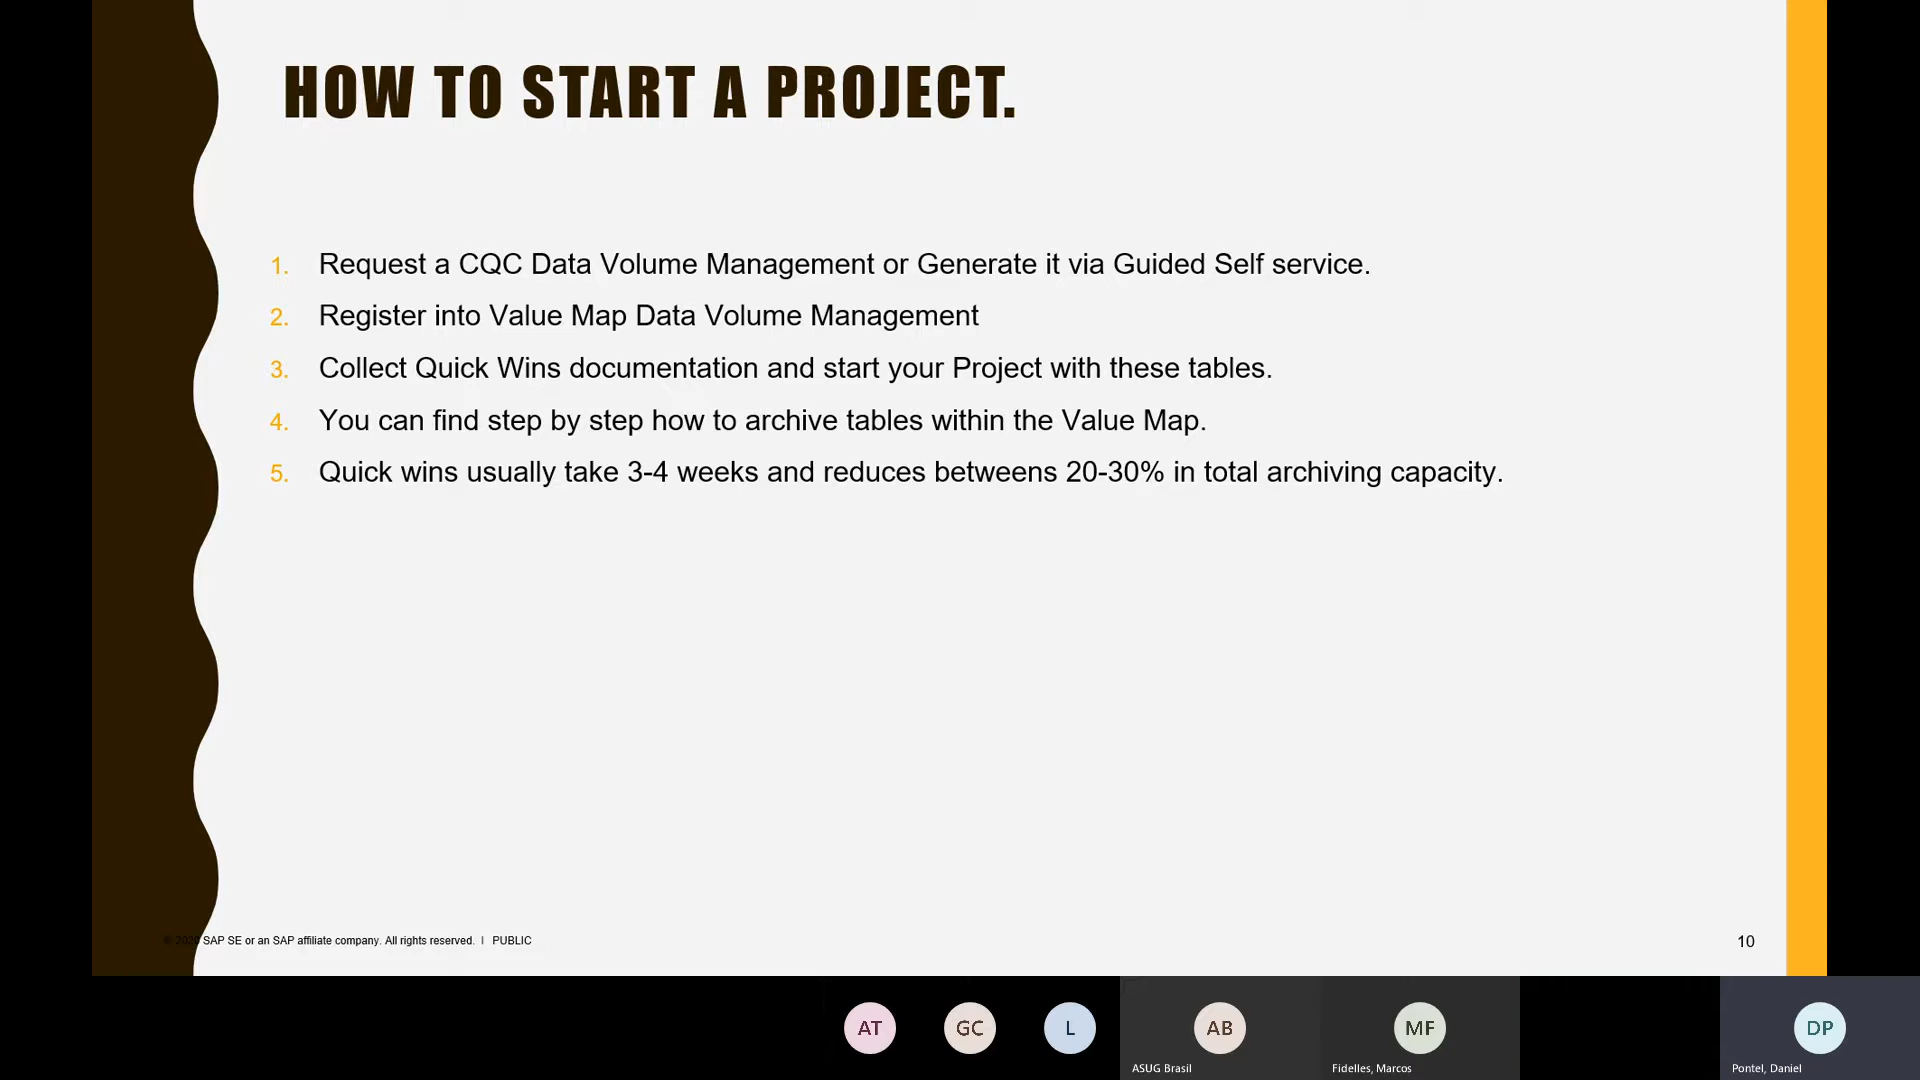 HOW TO START A PROJECT.
1. Request a CQC Data Volume Management or Generate it via Guided Self service.
2. Register into Value Map Data Volume Management
3. Collect Quick Wins documentation and start your Project with these tables.
4. You can find step by step how to archive tables within the Value Map.
5. Quick wins usually take 3-4 weeks and reduces betweens 20-30% in total archiving capacity.
© SAP SE or an SAP affiliate company. All rights reserved. I PUBLIC
10
AT GC L AB MF DP
ASUG Brasil Fidelles, Marcos Pontel, Daniel